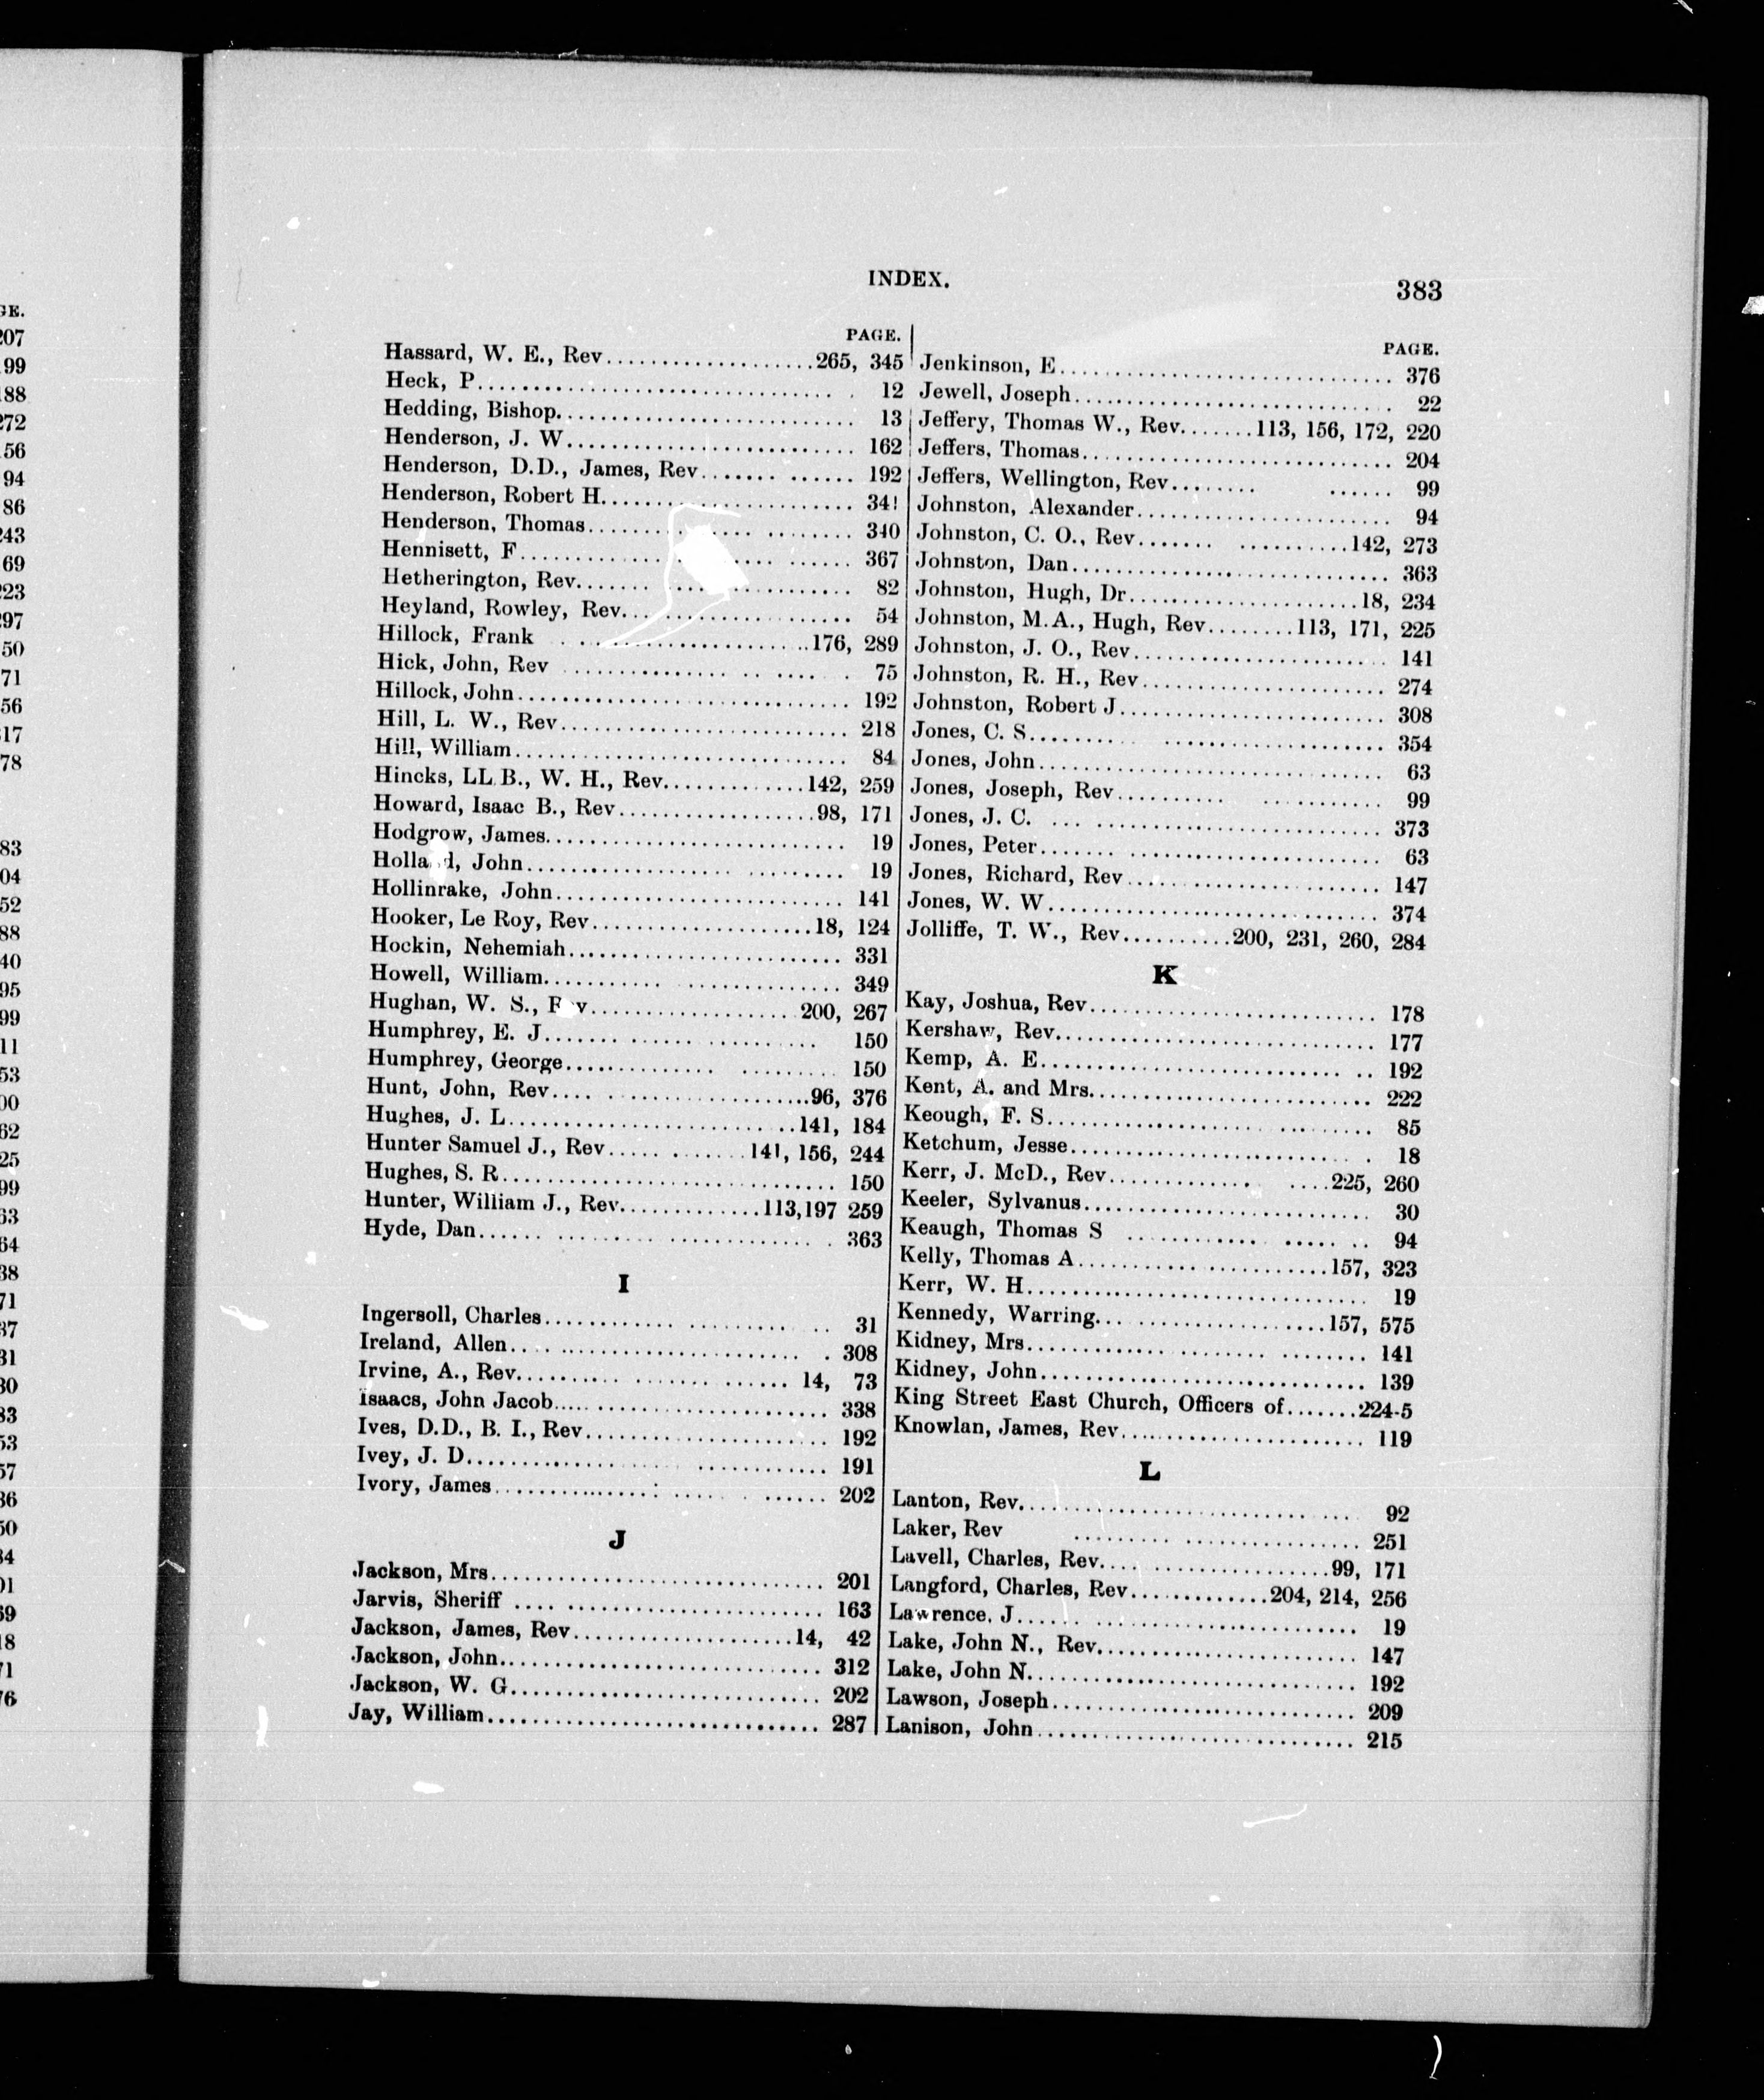 INDEX.
383
PAGE.
Hassard, W. E., Rev....................265, 345
Heck, P.................................. 12
Hedding, Bishop........................... 13
Henderson, J. W........................... 162
Henderson, D.D., James, Rev............... 192
Henderson, Robert H....................... 341
Henderson, Thomas......................... 340
Hennisett, F.............................. 367
Hetherington, Rev......................... 82
Heyland, Rowley, Rev...................... 54
Hillock, Frank .......................176, 289
Hick, John, Rev .......................... 75
Hillock, John............................. 192
Hill, L. W., Rev.......................... 218
Hill, William............................. 84
Hincks, LL.B., W. H., Rev..............142, 259
Howard, Isaac B., Rev...................98, 171
Hodgrow, James............................ 19
Holland, John............................. 19
Hollinrake, John.......................... 141
Hooker, Le Roy, Rev.....................18, 124
Hockin, Nehemiah.......................... 331
Howell, William........................... 349
Hughan, W. S., Rev.....................200, 267
Humphrey, E. J............................ 150
Humphrey, George.......................... 150
Hunt, John, Rev.........................96, 376
Hughes, J. L...........................141, 184
Hunter Samuel J., Rev.............141, 156, 244
Hughes, S. R.............................. 150
Hunter, William J., Rev.............113,197 259
Hyde, Dan................................. 363
I
Ingersoll, Charles........................ 31
Ireland, Allen............................ 308
Irvine, A., Rev......................... 14, 73
Isaacs, John Jacob........................ 338
Ives, D.D., B. I., Rev.................... 192
Ivey, J. D................................ 191
Ivory, James.............................. 202
J
Jackson, Mrs.............................. 201
Jarvis, Sheriff .......................... 163
Jackson, James, Rev......................14, 42
Jackson, John............................. 312
Jackson, W. G............................. 202
Jay, William.............................. 287
PAGE.
Jenkinson, E.............................. 376
Jewell, Joseph............................ 22
Jeffery, Thomas W., Rev.......113, 156, 172, 220
Jeffers, Thomas........................... 204
Jeffers, Wellington, Rev.................. 99
Johnston, Alexander....................... 94
Johnston, C. O., Rev...................142, 273
Johnston, Dan............................. 363
Johnston, Hugh, Dr......................18, 234
Johnston, M.A., Hugh, Rev........113, 171, 225
Johnston, J. O., Rev...................... 141
Johnston, R. H., Rev...................... 274
Johnston, Robert J........................ 308
Jones, C. S............................... 354
Jones, John............................... 63
Jones, Joseph, Rev........................ 99
Jones, J. C. ............................. 373
Jones, Peter.............................. 63
Jones, Richard, Rev....................... 147
Jones, W. W............................... 374
Jolliffe, T. W., Rev..........200, 231, 260, 284
K
Kay, Joshua, Rev.......................... 178
Kershaw, Rev.............................. 177
Kemp, A. E................................ 192
Kent, A. and Mrs.......................... 222
Keough, F. S.............................. 85
Ketchum, Jesse............................ 18
Kerr, J. McD., Rev.....................225, 260
Keeler, Sylvanus.......................... 30
Keaugh, Thomas S ......................... 94
Kelly, Thomas A........................157, 323
Kerr, W. H................................ 19
Kennedy, Warring.......................157, 575
Kidney, Mrs............................... 141
Kidney, John.............................. 139
King Street East Church, Officers of.......224-5
Knowlan, James, Rev....................... 119
L
Lanton, Rev............................... 92
Laker, Rev ............................... 251
Lavell, Charles, Rev....................99, 171
Langford, Charles, Rev.............204, 214, 256
Lawrence, J............................... 19
Lake, John N., Rev........................ 147
Lake, John N.............................. 192
Lawson, Joseph............................ 209
Lanison, John............................. 215